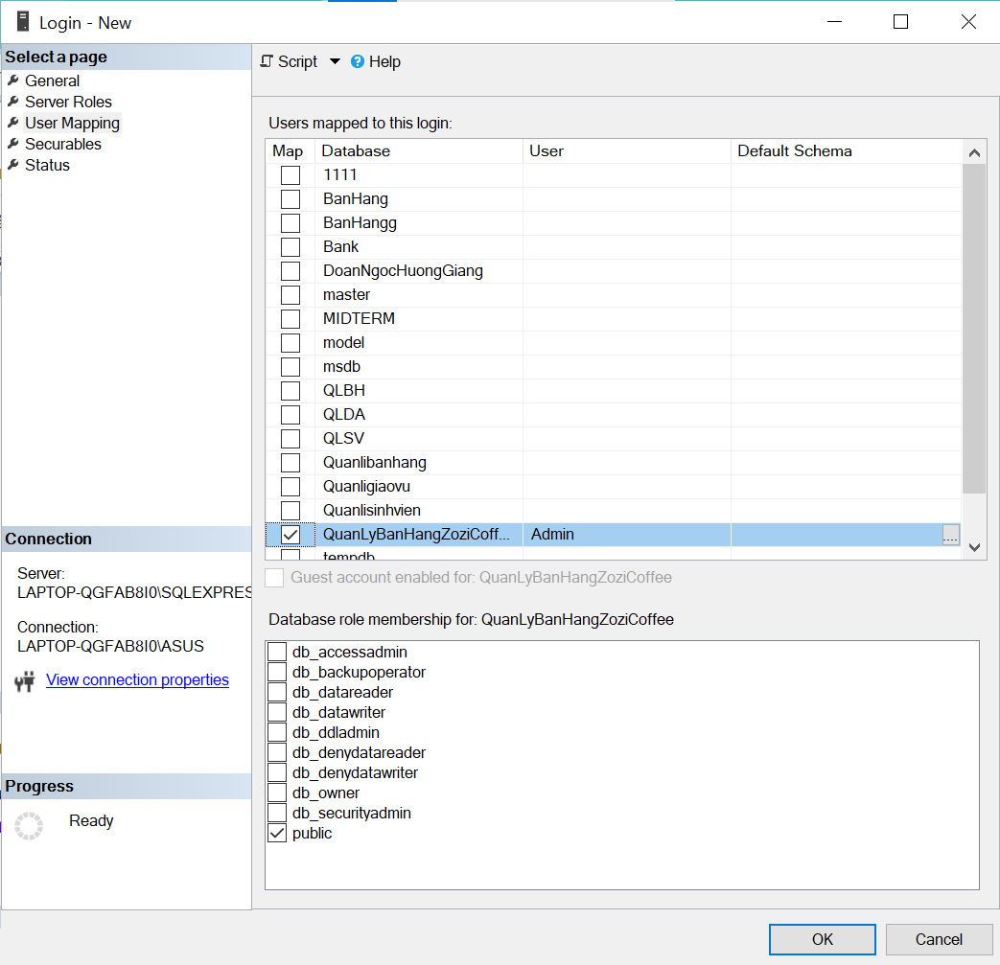 Login - New
Select a page
General
Server Roles
User Mapping
Securables
Status
Script Help
Users mapped to this login:
Map Database User Default Schema
1111
BanHang
BanHangg
Bank
DoanNgocHuongGiang
master
MIDTERM
model
msdb
QLBH
QLDA
QLSV
Quanlibanhang
Quanligiaovu
Quanlisinhvien
QuanLyBanHangZoziCoff... Admin ...
tempdb
Guest account enabled for: QuanLyBanHangZoziCoffee
Database role membership for: QuanLyBanHangZoziCoffee
db_accessadmin
db_backupoperator
db_datareader
db_datawriter
db_ddladmin
db_denydatareader
db_denydatawriter
db_owner
db_securityadmin
public
Connection
Server:
LAPTOP-QGFAB8I0\SQLEXPRES
Connection:
LAPTOP-QGFAB8I0\ASUS
View connection properties
Progress
Ready
OK Cancel